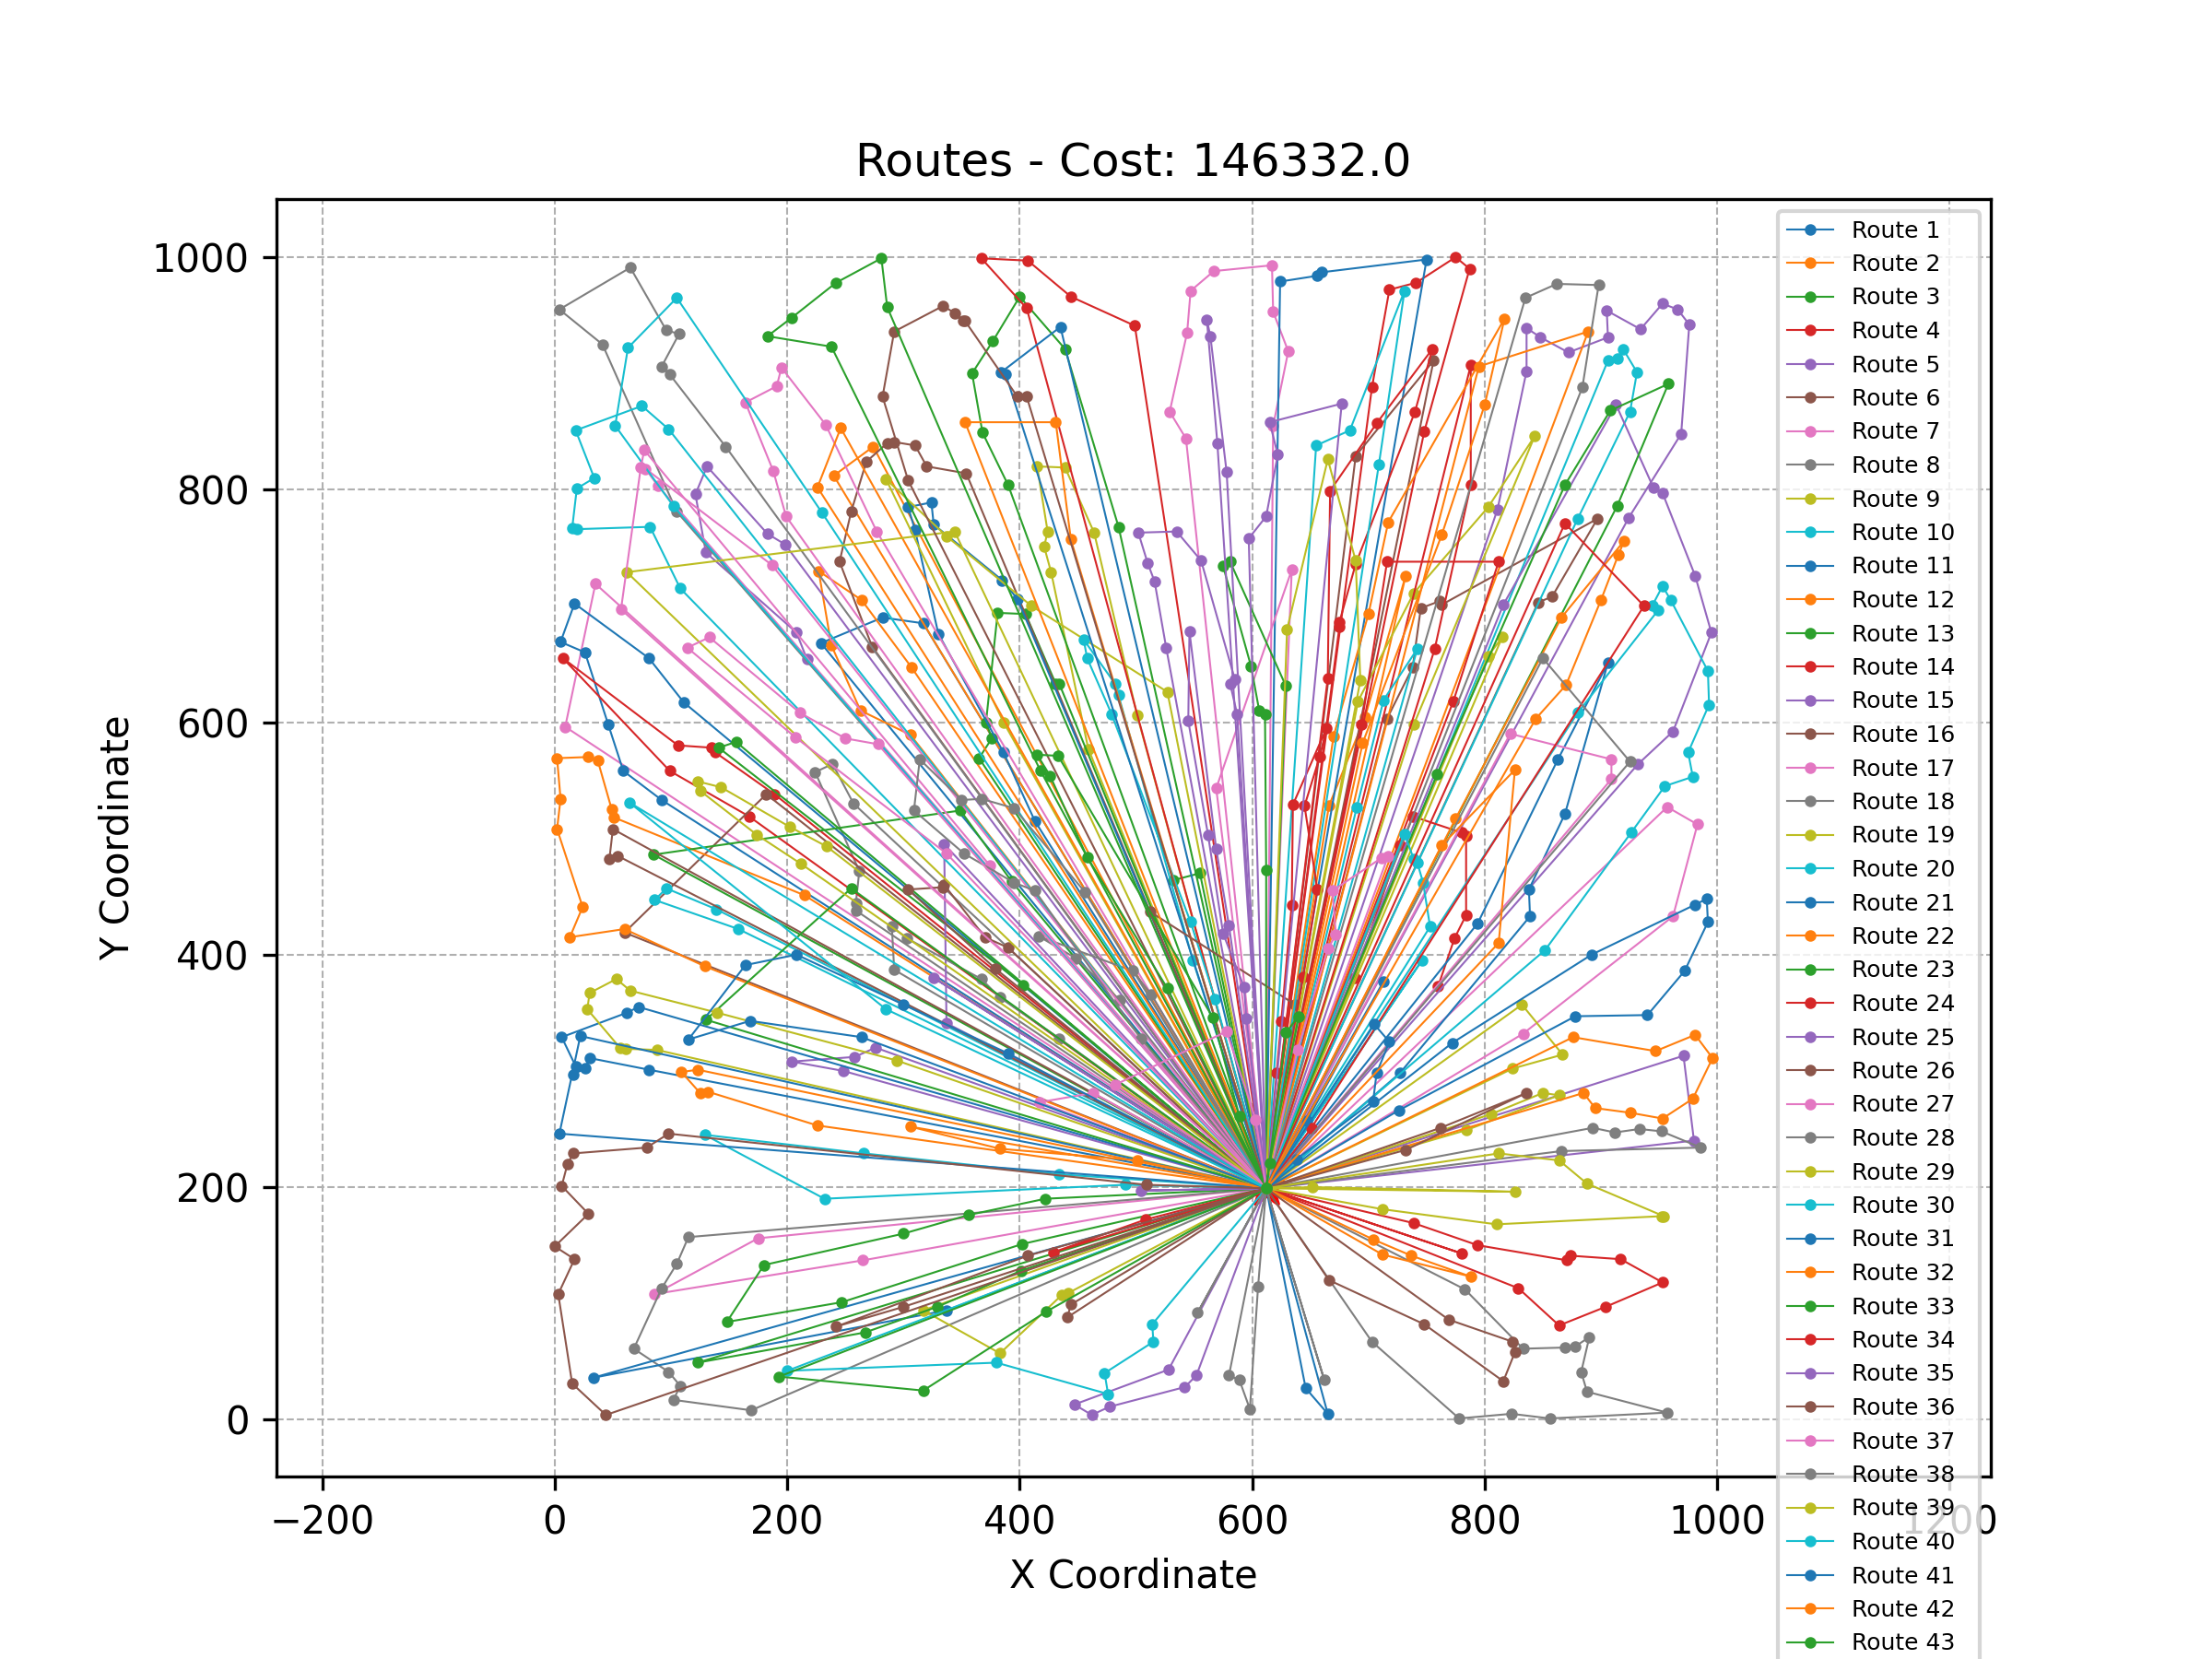 Routes - Cost: 146332.0
Y Coordinate
1000
800
600
400
200
0
−200
0
200
400
600
800
1000
1200
X Coordinate
Route 1
Route 2
Route 3
Route 4
Route 5
Route 6
Route 7
Route 8
Route 9
Route 10
Route 11
Route 12
Route 13
Route 14
Route 15
Route 16
Route 17
Route 18
Route 19
Route 20
Route 21
Route 22
Route 23
Route 24
Route 25
Route 26
Route 27
Route 28
Route 29
Route 30
Route 31
Route 32
Route 33
Route 34
Route 35
Route 36
Route 37
Route 38
Route 39
Route 40
Route 41
Route 42
Route 43